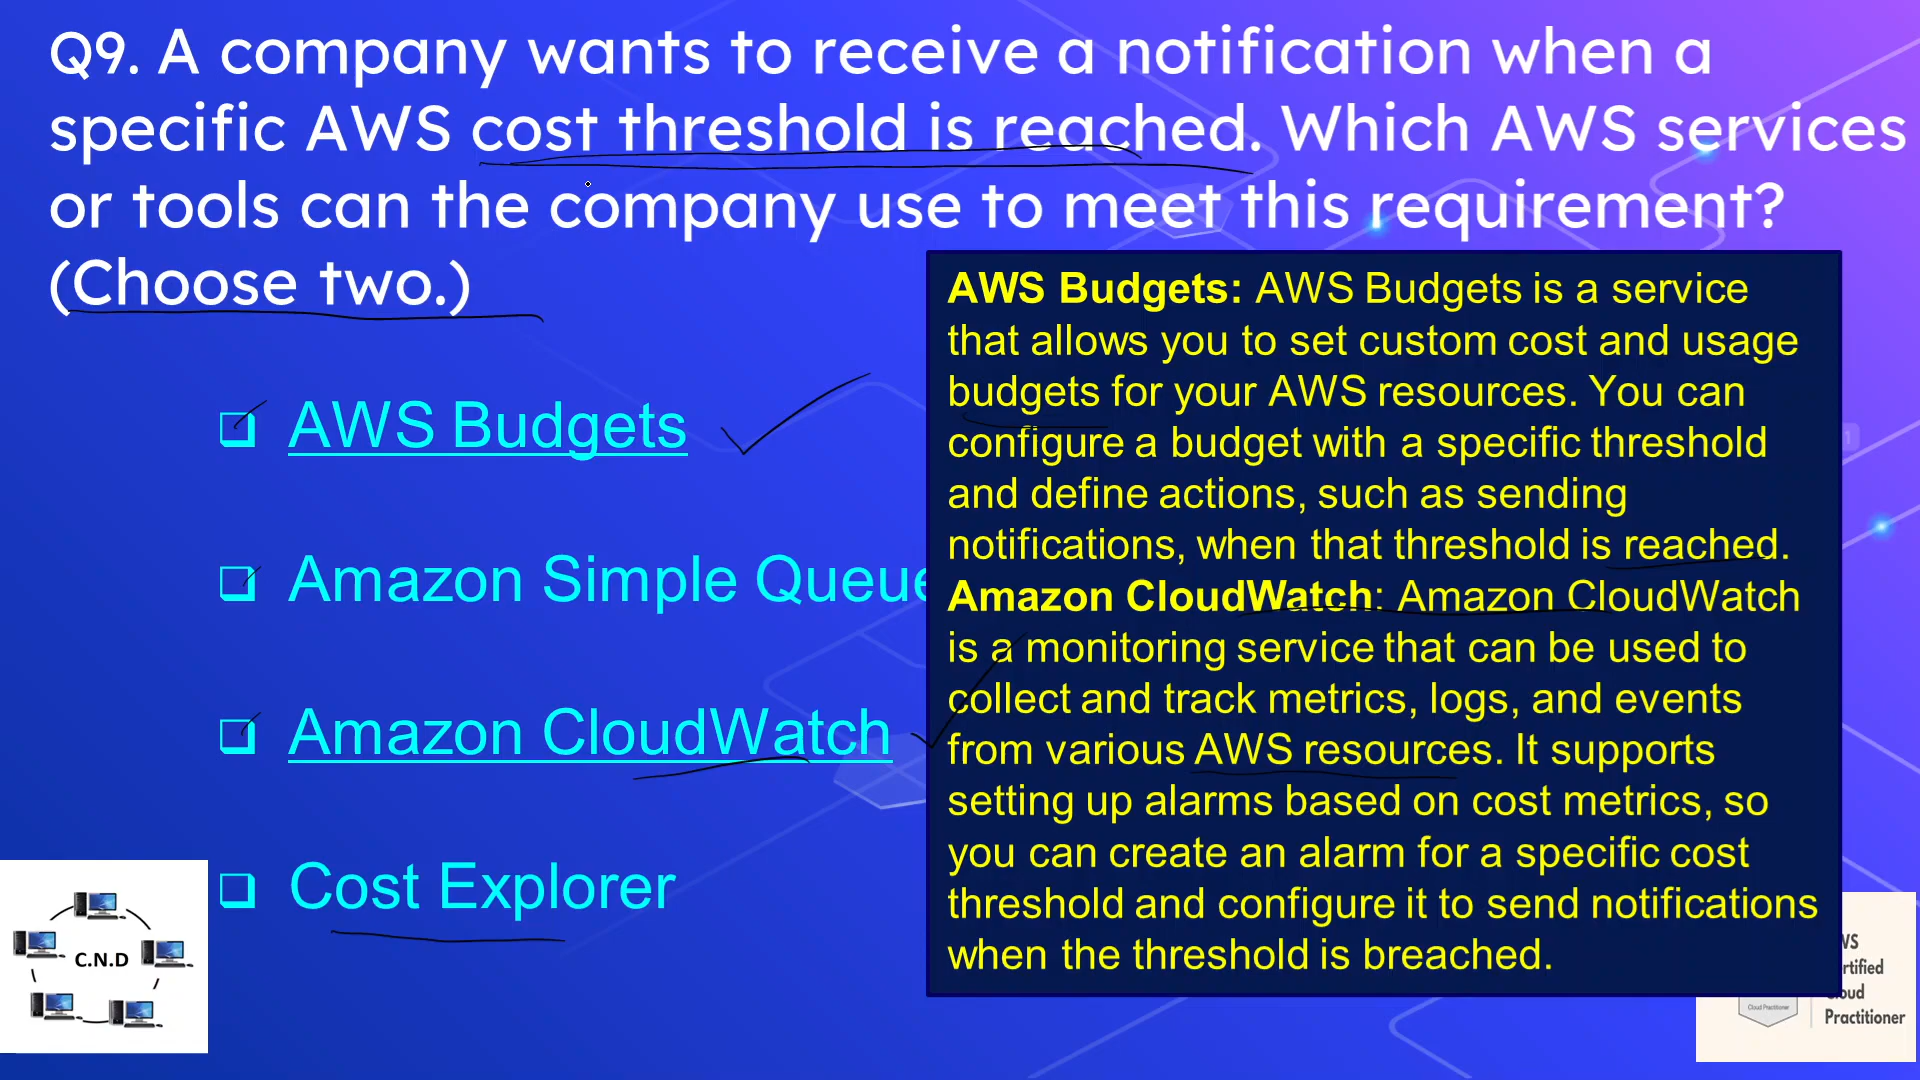 Q9. A company wants to receive a notification when a
specific AWS cost threshold is reached. Which AWS services
or tools can the company use to meet this requirement?
(Choose two.)
AWS Budgets
Amazon Simple Queue
Amazon CloudWatch
Cost Explorer
AWS Budgets: AWS Budgets is a service
that allows you to set custom cost and usage
budgets for your AWS resources. You can
configure a budget with a specific threshold
and define actions, such as sending
notifications, when that threshold is reached.
Amazon CloudWatch: Amazon CloudWatch
is a monitoring service that can be used to
collect and track metrics, logs, and events
from various AWS resources. It supports
setting up alarms based on cost metrics, so
you can create an alarm for a specific cost
threshold and configure it to send notifications
when the threshold is breached.
C.N.D
Cloud Practitioner
Practitioner